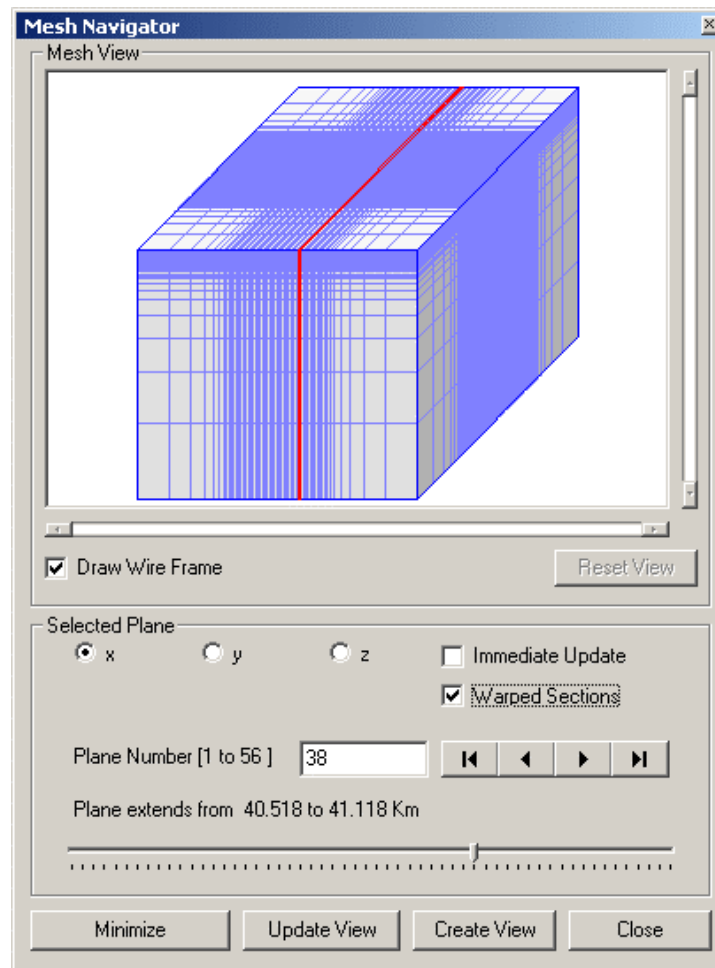 Mesh Navigator
Mesh View
Draw Wire Frame
Reset View
Selected Plane
x y z Immediate Update
Warped Sections
Plane Number [1 to 56 ] 38
Plane extends from 40.518 to 41.118 Km
Minimize Update View Create View Close